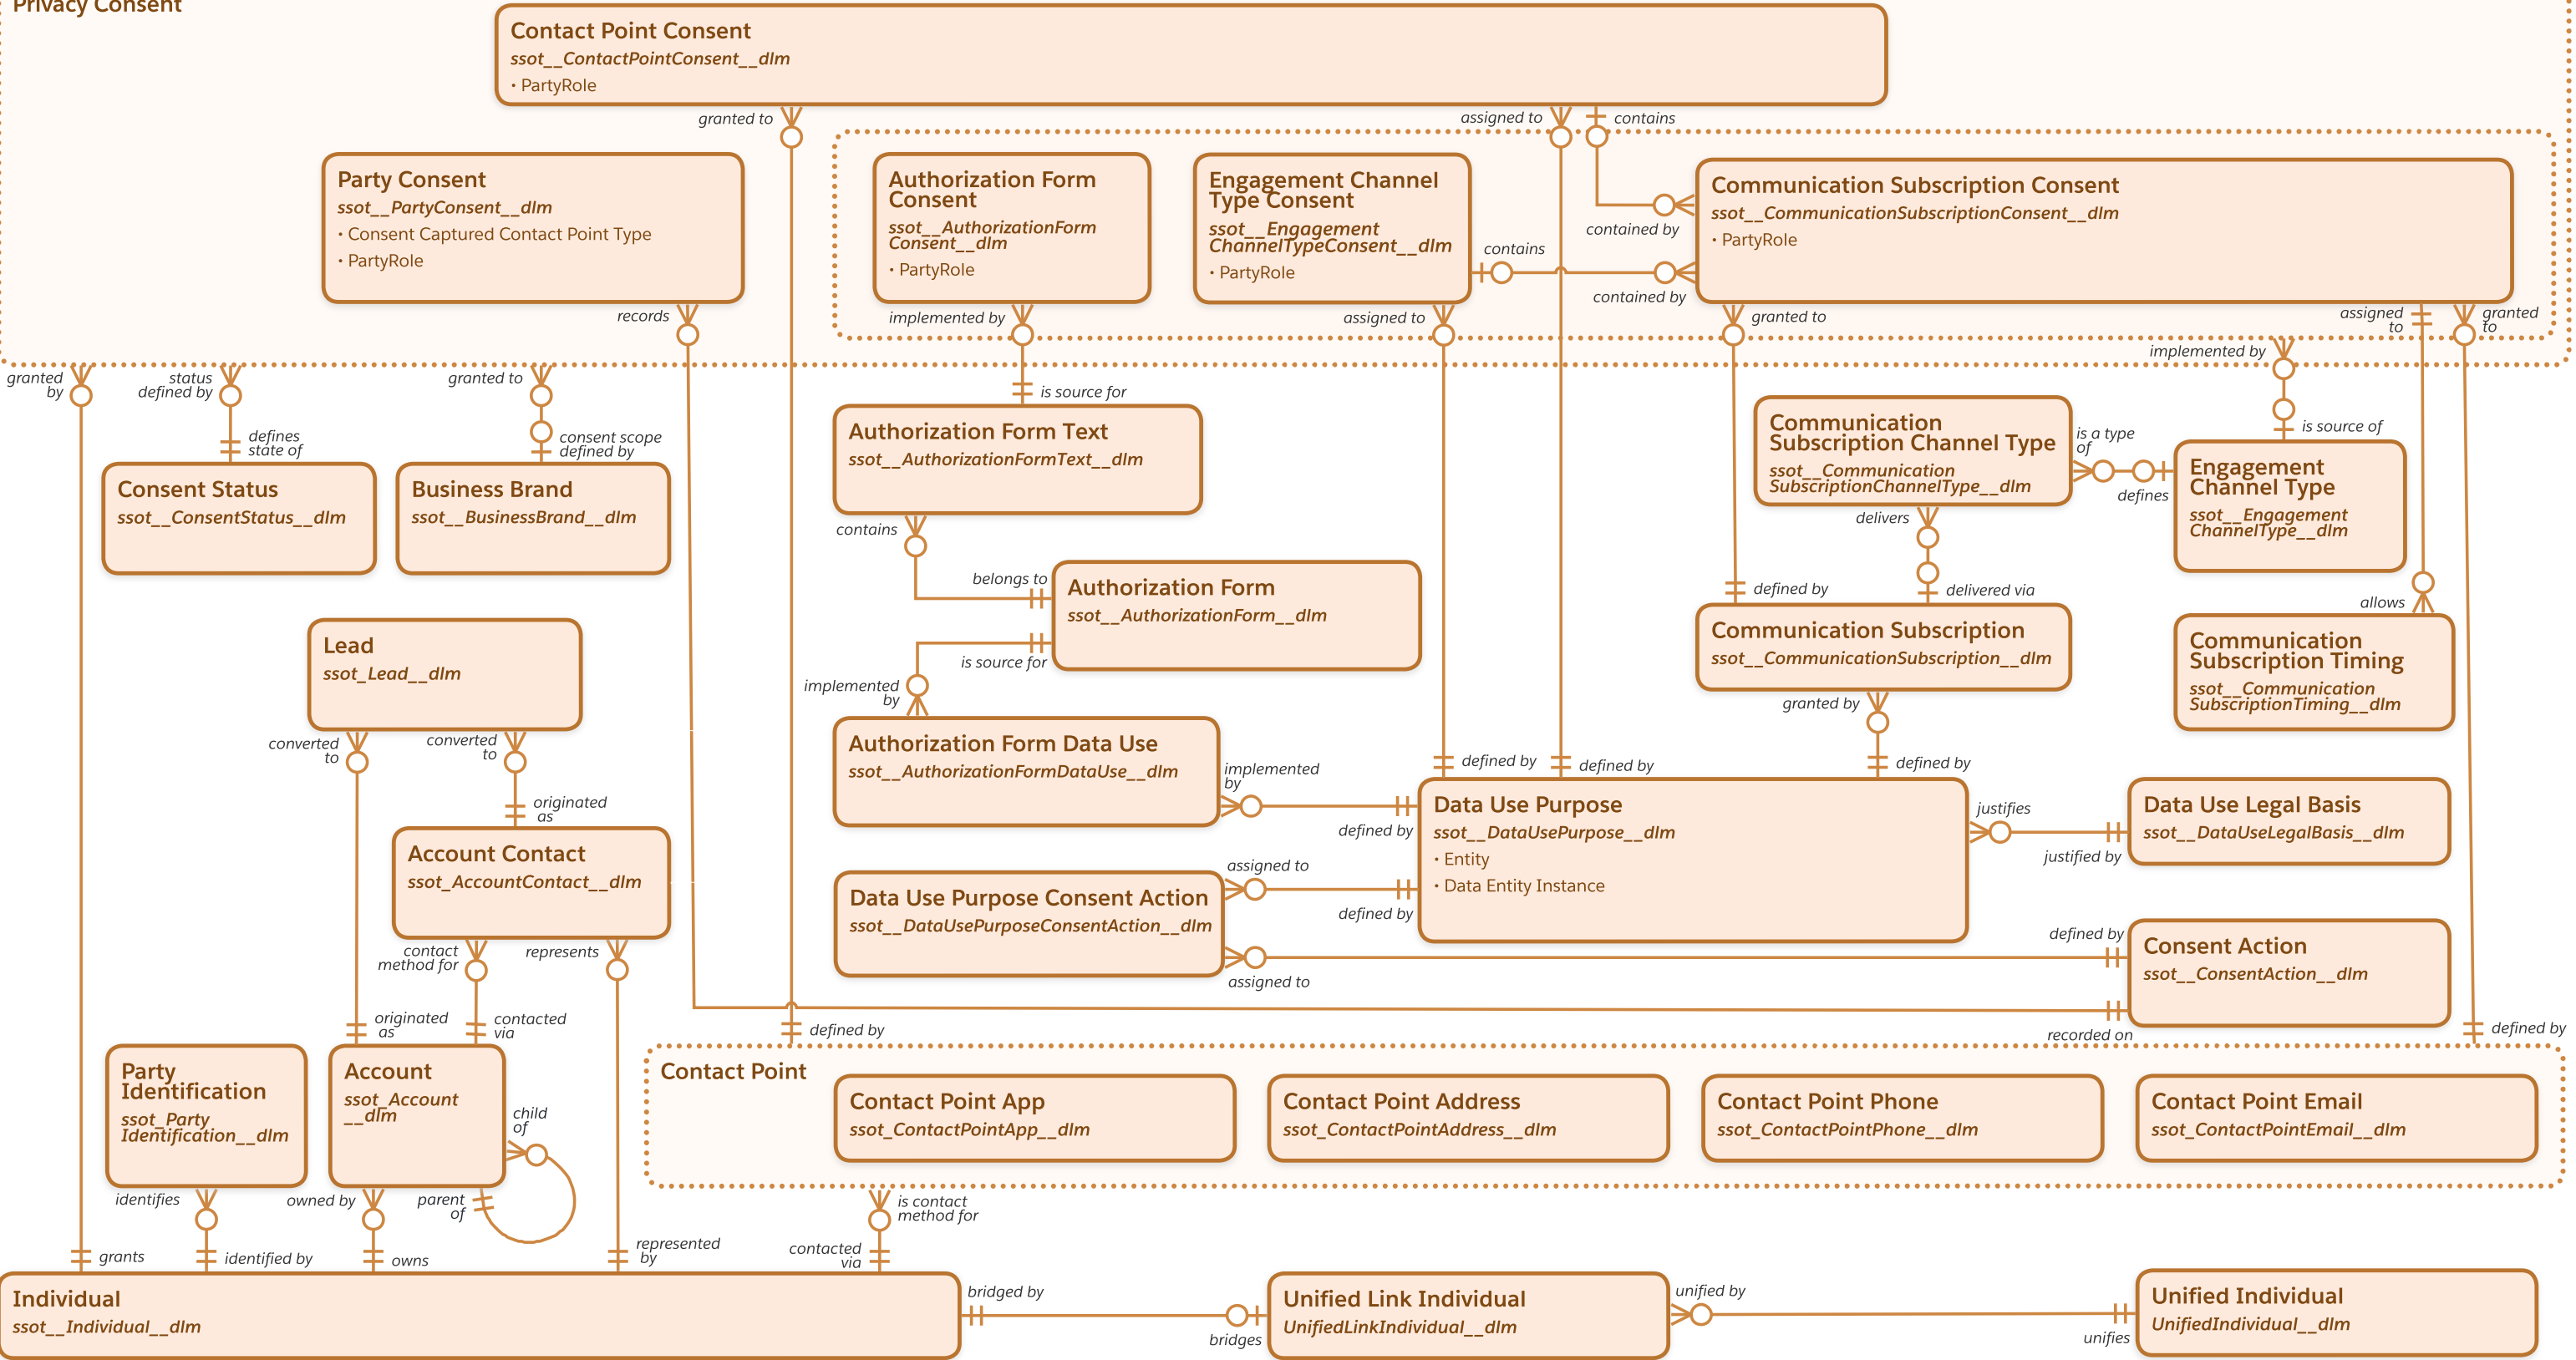 Privacy Consent
Contact Point Consent
ssot__ContactPointConsent__dlm
• PartyRole
granted to
assigned to
contains
Party Consent
ssot__PartyConsent__dlm
• Consent Captured Contact Point Type
• PartyRole
records
Authorization Form
Consent
ssot__AuthorizationForm
Consent__dlm
• PartyRole
implemented by
Engagement Channel
Type Consent
ssot__Engagement
ChannelTypeConsent__dlm
• PartyRole
assigned to
contains
contained by
contained by
Communication Subscription Consent
ssot__CommunicationSubscriptionConsent__dlm
• PartyRole
granted to
assigned
to
granted
to
implemented by
granted
by
status
defined by
granted to
defines
state of
consent scope
defined by
is source for
is source of
Consent Status
ssot__ConsentStatus__dlm
Business Brand
ssot__BusinessBrand__dlm
Authorization Form Text
ssot__AuthorizationFormText__dlm
contains
Communication
Subscription Channel Type
ssot__Communication
SubscriptionChannelType__dlm
is a type
of
defines
Engagement
Channel Type
ssot__Engagement
ChannelType__dlm
delivers
belongs to
Authorization Form
ssot__AuthorizationForm__dlm
is source for
defined by
delivered via
allows
Lead
ssot_Lead__dlm
Communication Subscription
ssot__CommunicationSubscription__dlm
Communication
Subscription Timing
ssot__Communication
SubscriptionTiming__dlm
implemented
by
granted by
converted
to
converted
to
Authorization Form Data Use
ssot__AuthorizationFormDataUse__dlm
implemented
by
defined by
defined by
defined by
defined by
originated
as
Data Use Purpose
ssot__DataUsePurpose__dlm
• Entity
• Data Entity Instance
justifies
justified by
Data Use Legal Basis
ssot__DataUseLegalBasis__dlm
Account Contact
ssot_AccountContact__dlm
assigned to
defined by
Data Use Purpose Consent Action
ssot__DataUsePurposeConsentAction__dlm
assigned to
defined by
Consent Action
ssot__ConsentAction__dlm
contact
method for
represents
originated
as
contacted
via
defined by
recorded on
defined by
Party
Identification
ssot_Party
Identification__dlm
Account
ssot_Account
__dlm
child
of
Contact Point
Contact Point App
ssot_ContactPointApp__dlm
Contact Point Address
ssot_ContactPointAddress__dlm
Contact Point Phone
ssot_ContactPointPhone__dlm
Contact Point Email
ssot_ContactPointEmail__dlm
identifies
owned by
parent
of
is contact
method for
grants
identified by
owns
represented
by
contacted
via
Individual
ssot__Individual__dlm
bridged by
bridges
Unified Link Individual
UnifiedLinkIndividual__dlm
unified by
unifies
Unified Individual
UnifiedIndividual__dlm